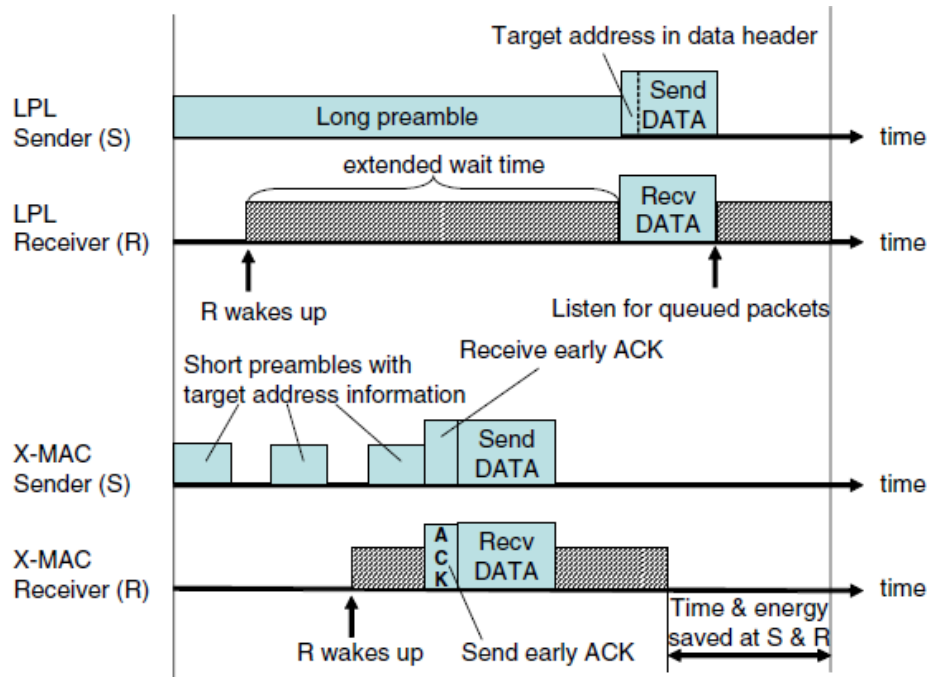 Target address in data header
LPL
Sender (S)
Long preamble
Send
DATA
time
extended wait time
LPL
Receiver (R)
Recv
DATA
time
R wakes up
Listen for queued packets
Short preambles with
target address information
Receive early ACK
X-MAC
Sender (S)
Send
DATA
time
X-MAC
Receiver (R)
A
C
K
Recv
DATA
time
R wakes up
Send early ACK
Time & energy
saved at S & R